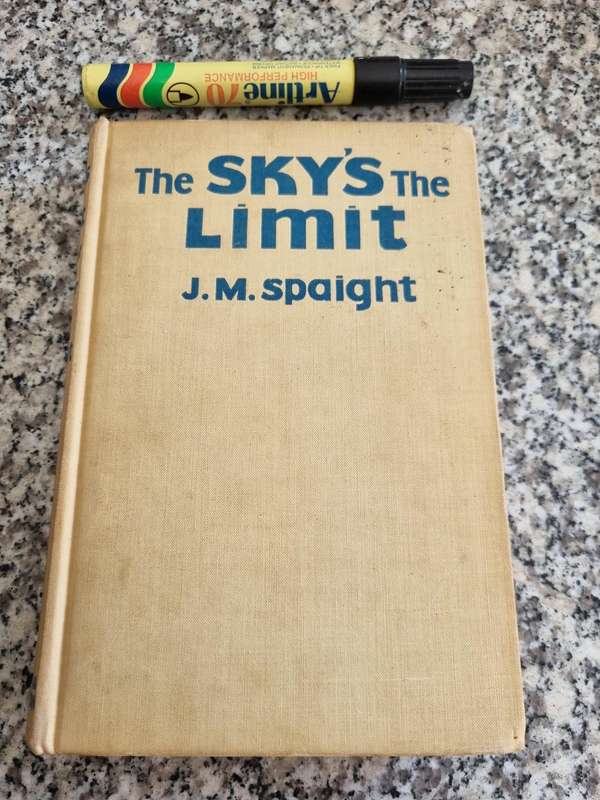 Artline 70
HIGH PERFORMANCE
The SKY'S The
Limit
J.M. Spaight